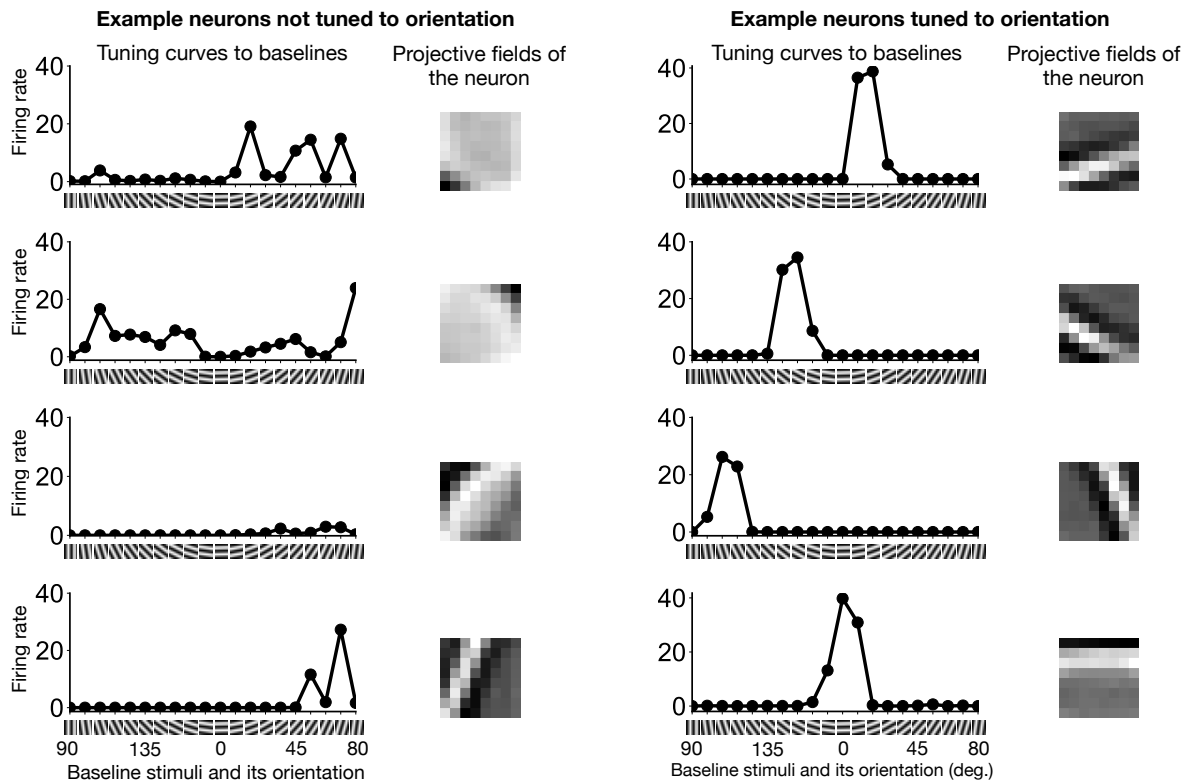 Example neurons not tuned to orientation
Tuning curves to baselines
Projective fields of
the neuron
Firing rate
40
20
0
Firing rate
40
20
0
Firing rate
40
20
0
Firing rate
40
20
0
90 135 0 45 80
Baseline stimuli and its orientation
Example neurons tuned to orientation
Tuning curves to baselines
Projective fields of
the neuron
40
20
0
40
20
0
40
20
0
40
20
0
90 135 0 45 80
Baseline stimuli and its orientation (deg.)